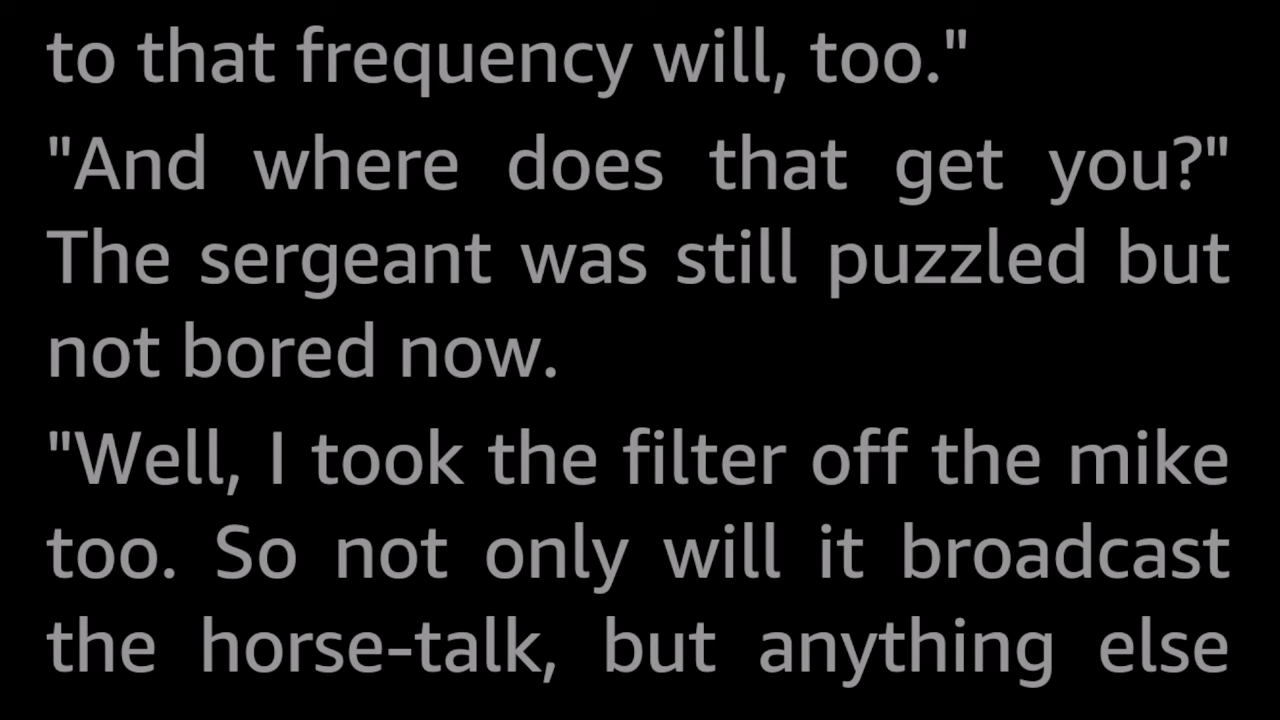 to that frequency will, too."
"And where does that get you?"
The sergeant was still puzzled but
not bored now.
"Well, I took the filter off the mike
too. So not only will it broadcast
the horse-talk, but anything else